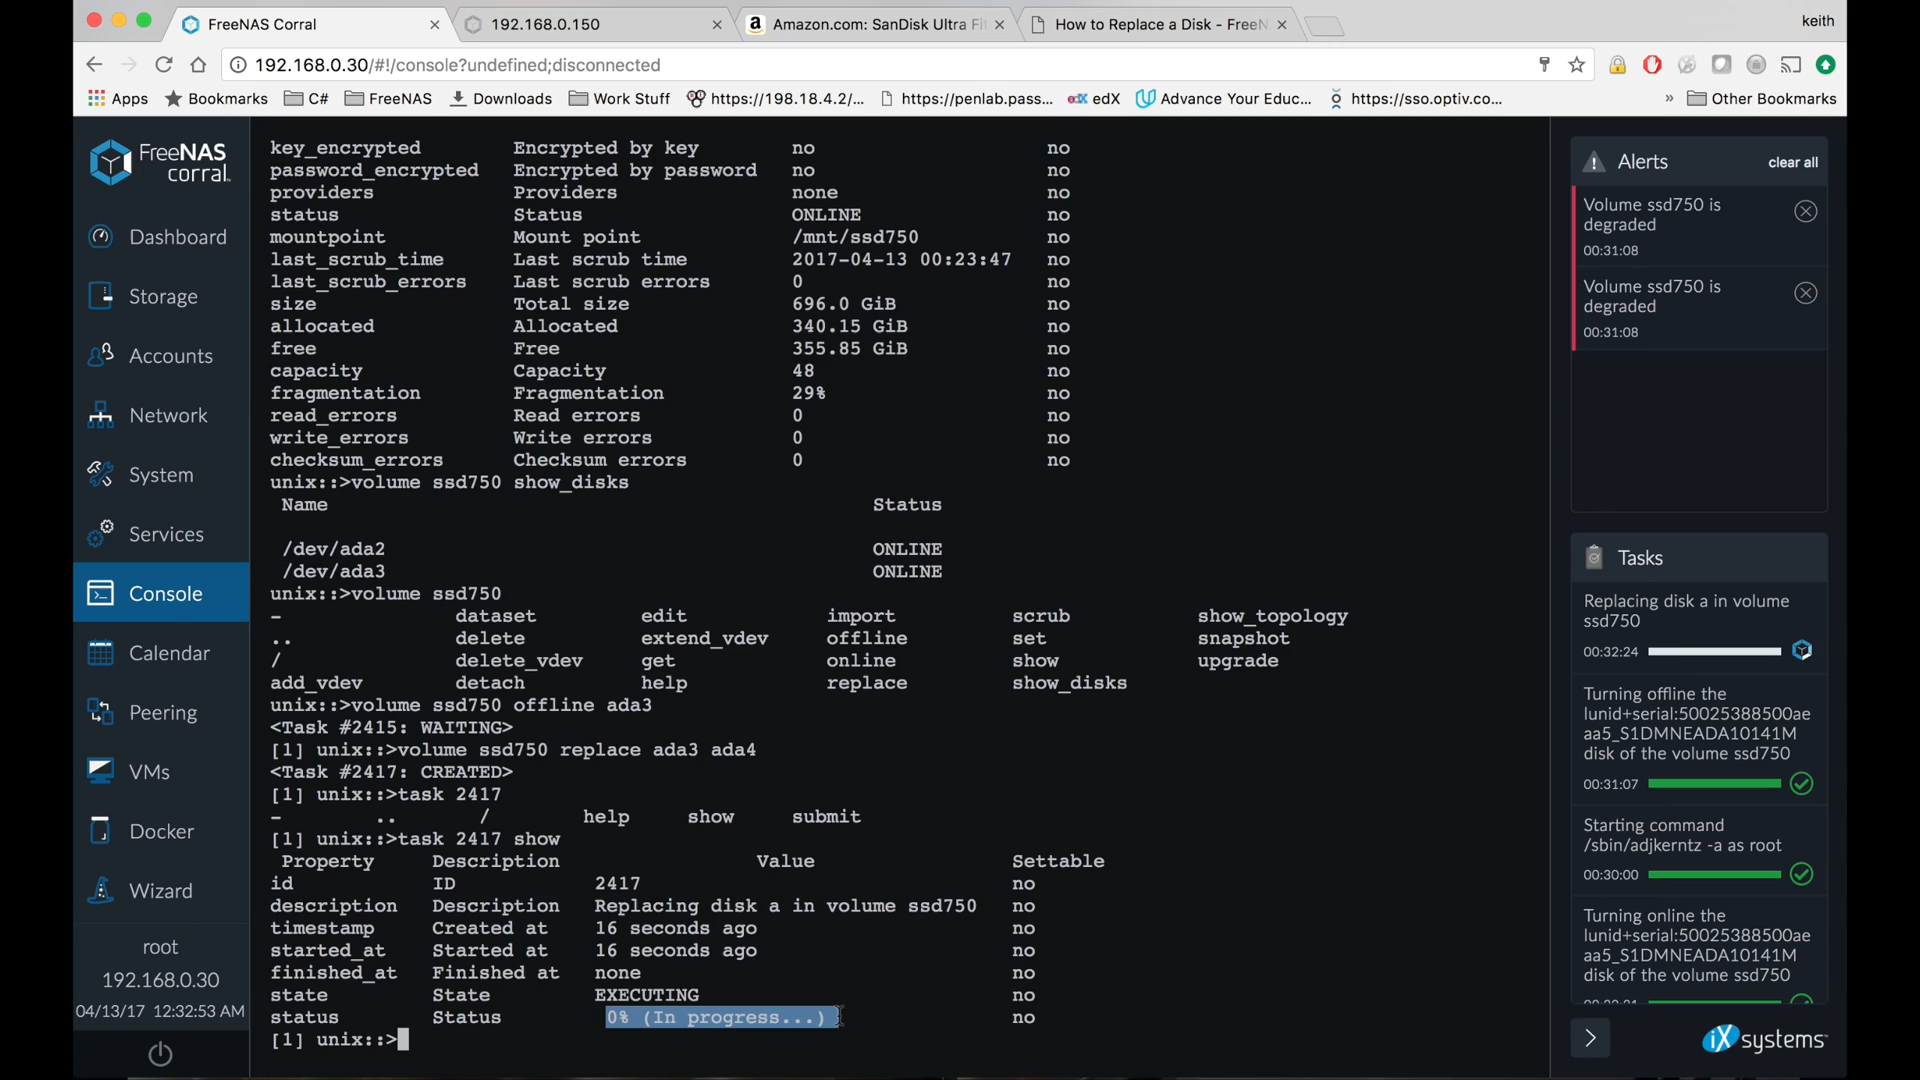 FreeNAS Corral
192.168.0.150
Amazon.com: SanDisk Ultra Fi
How to Replace a Disk - FreeN
keith
192.168.0.30/#!/console?undefined;disconnected
Apps
Bookmarks
C#
FreeNAS
Downloads
Work Stuff
https://198.18.4.2/...
https://penlab.pass...
edX edX
Advance Your Educ...
https://sso.optiv.co...
»
Other Bookmarks
FreeNAS
corral
Dashboard
Storage
Accounts
Network
System
Services
Console
Calendar
Peering
VMs
Docker
Wizard
root
192.168.0.30
04/13/17 12:32:53 AM
key_encrypted Encrypted by key no no
password_encrypted Encrypted by password no no
providers Providers none no
status Status ONLINE no
mountpoint Mount point /mnt/ssd750 no
last_scrub_time Last scrub time 2017-04-13 00:23:47 no
last_scrub_errors Last scrub errors 0 no
size Total size 696.0 GiB no
allocated Allocated 340.15 GiB no
free Free 355.85 GiB no
capacity Capacity 48 no
fragmentation Fragmentation 29% no
read_errors Read errors 0 no
write_errors Write errors 0 no
checksum_errors Checksum errors 0 no
unix::>volume ssd750 show_disks
Name Status
/dev/ada2 ONLINE
/dev/ada3 ONLINE
unix::>volume ssd750
- dataset edit import scrub show_topology
.. delete extend_vdev offline set snapshot
/ delete_vdev get online show upgrade
add_vdev detach help replace show_disks
unix::>volume ssd750 offline ada3
<Task #2415: WAITING>
[1] unix::>volume ssd750 replace ada3 ada4
<Task #2417: CREATED>
[1] unix::>task 2417
- .. / help show submit
[1] unix::>task 2417 show
Property Description Value Settable
id ID 2417 no
description Description Replacing disk a in volume ssd750 no
timestamp Created at 16 seconds ago no
started_at Started at 16 seconds ago no
finished_at Finished at none no
state State EXECUTING no
status Status 0% (In progress...) no
[1] unix::>
Alerts
clear all
Volume ssd750 is
degraded
00:31:08
Volume ssd750 is
degraded
00:31:08
Tasks
Replacing disk a in volume
ssd750
00:32:24
Turning offline the
lunid+serial:50025388500ae
aa5_S1DMNEADA10141M
disk of the volume ssd750
00:31:07
Starting command
/sbin/adjkerntz -a as root
00:30:00
Turning online the
lunid+serial:50025388500ae
aa5_S1DMNEADA10141M
disk of the volume ssd750
iX systems